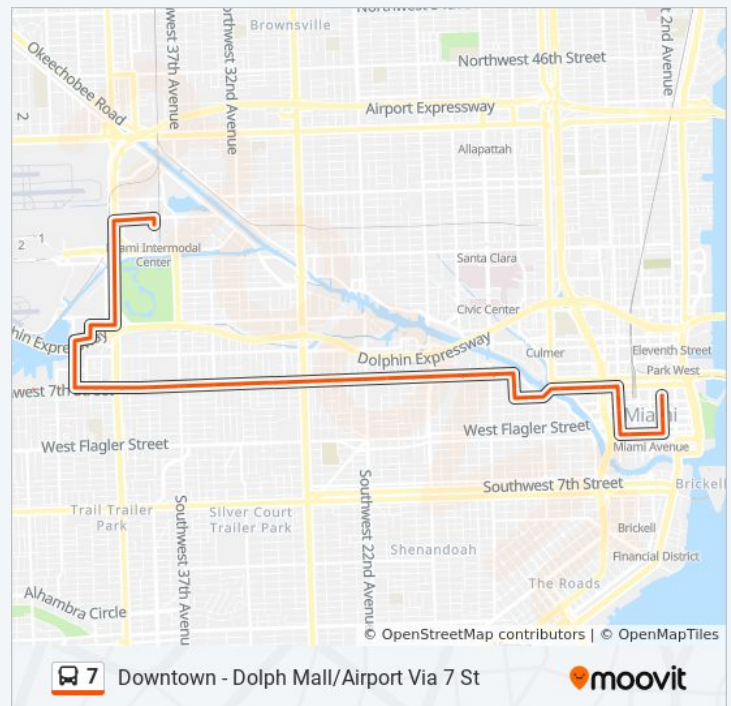 Northwest 37th Avenue
Northwest 32nd Avenue
Brownsville
Northwest 46th Street
2nd Avenue
Okeechobee Road
Airport Expressway
2
Allapattah
2 1
Miami Intermodal
Center
Santa Clara
Civic Center
Dolphin Expressway
Culmer
Eleventh Street
Park West
Miami
West Flagler Street
West Flagler Street
Miami Avenue
Southwest 7th Street
Brickell
Trail Trailer
Park
Silver Court
Trailer Park
Southwest 37th Avenue
Southwest 22nd Avenue
Shenandoah
Brickell
Financial District
The Roads
Alhambra Circle
© OpenStreetMap contributors | © OpenMapTiles
7 Downtown - Dolph Mall/Airport Via 7 St
moovit